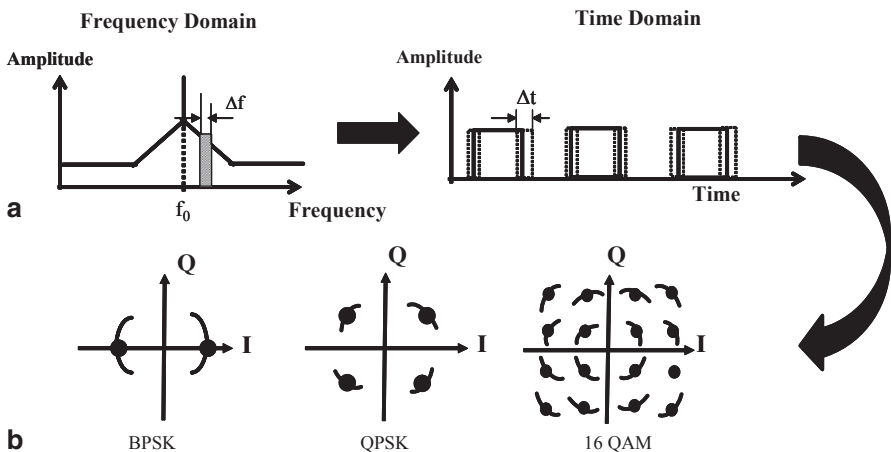 Frequency Domain
Time Domain
Amplitude
Amplitude
Δf
Δt
f₀
Frequency
Time
a
Q
Q
Q
I
I
I
b
BPSK
QPSK
16 QAM